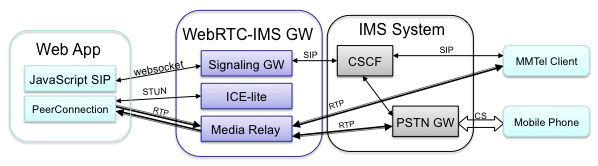 Web App
WebRTC-IMS GW
IMS System
JavaScript SIP
websocket
Signaling GW
SIP
CSCF
SIP
MMTel Client
PeerConnection
STUN
ICE-lite
RTP
RTP
Media Relay
RTP
PSTN GW
CS
Mobile Phone